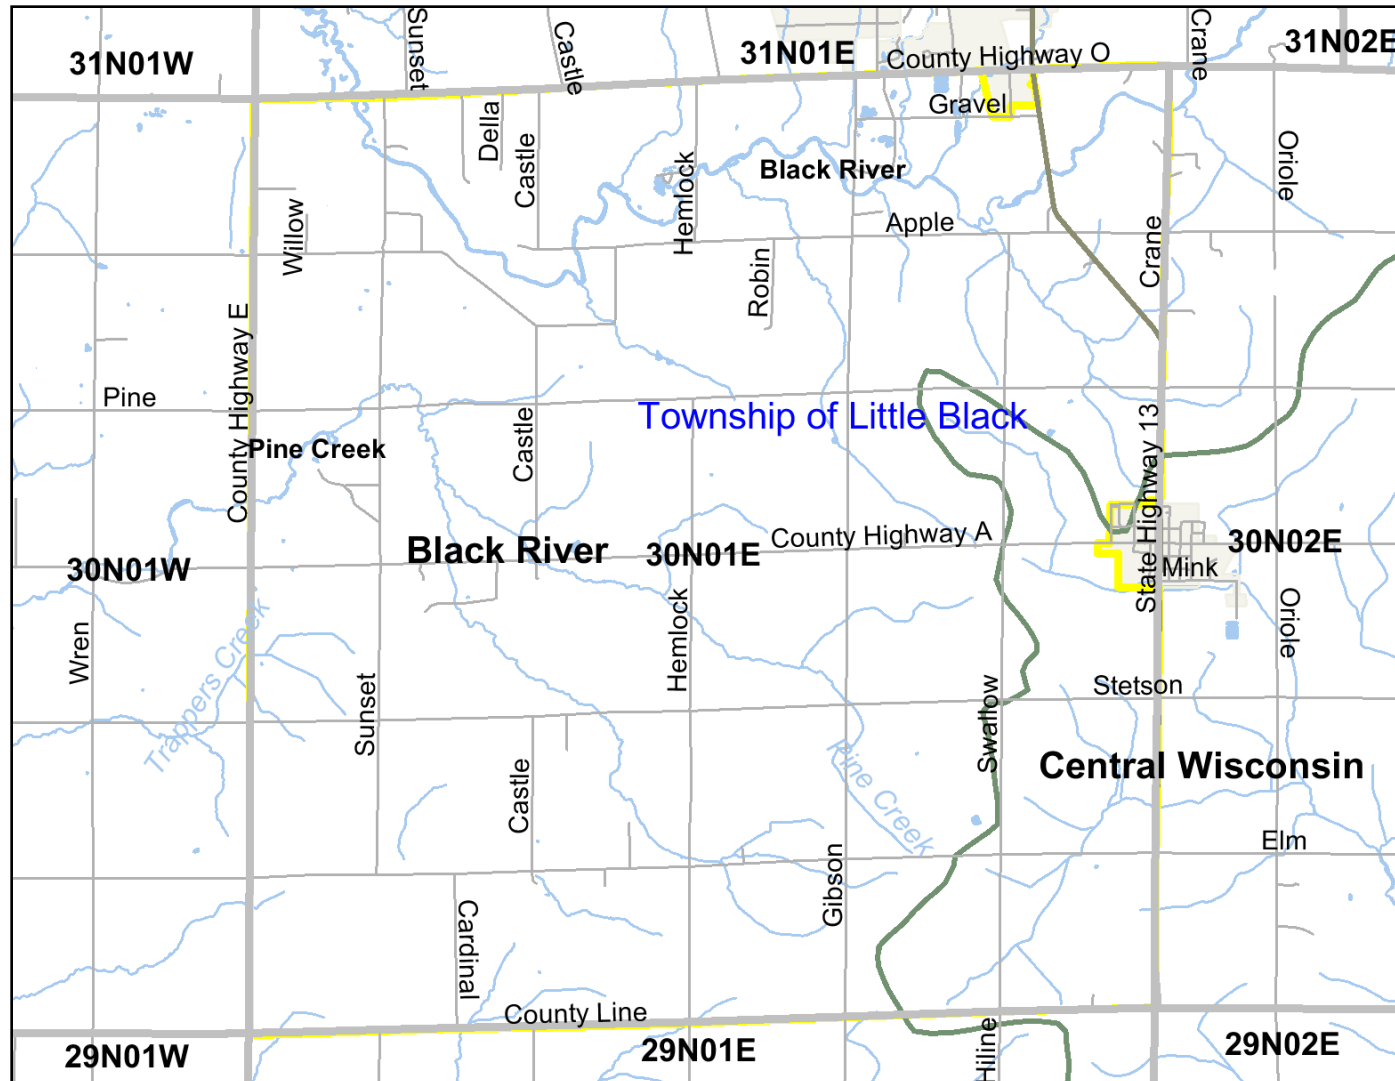 Sunset
Castle
31N01E
Crane
31N02E
31N01W
County Highway O
Gravel
Della
Castle
Hemlock
Black River
Oriole
Willow
Apple
Crane
Robin
County Highway E
Pine
Township of Little Black
Castle
State Highway 13
Pine Creek
County Highway A
30N02E
Black River
30N01E
30N01W
Mink
Wren
Trappers Creek
Hemlock
Oriole
Sunset
Swallow
Stetson
Castle
Pine Creek
Central Wisconsin
Elm
Gibson
Cardinal
County Line
29N01W
29N01E
Hiline
29N02E